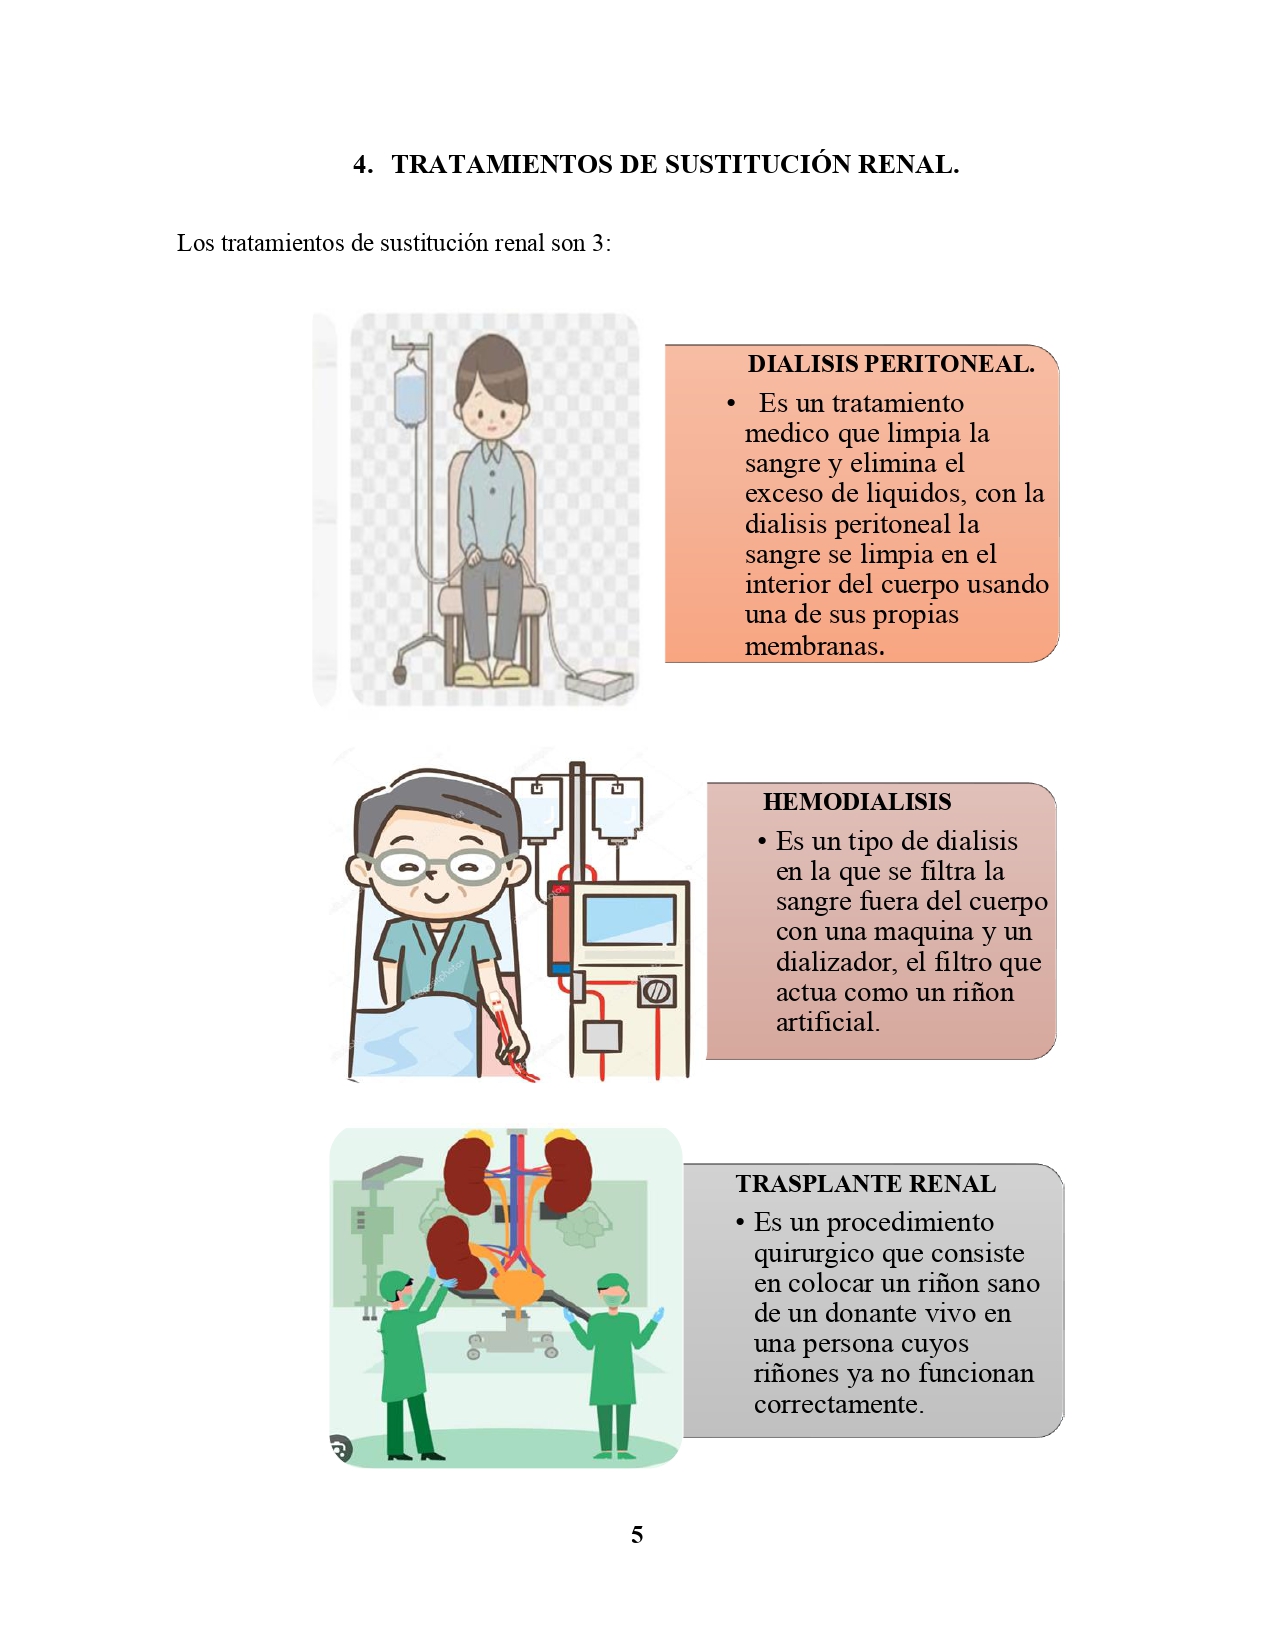 4. TRATAMIENTOS DE SUSTITUCIÓN RENAL.
Los tratamientos de sustitución renal son 3:
DIALISIS PERITONEAL.
• Es un tratamiento
medico que limpia la
sangre y elimina el
exceso de liquidos, con la
dialisis peritoneal la
sangre se limpia en el
interior del cuerpo usando
una de sus propias
membranas.
HEMODIALISIS
• Es un tipo de dialisis
en la que se filtra la
sangre fuera del cuerpo
con una maquina y un
dializador, el filtro que
actua como un riñon
artificial.
TRASPLANTE RENAL
• Es un procedimiento
quirurgico que consiste
en colocar un riñon sano
de un donante vivo en
una persona cuyos
riñones ya no funcionan
correctamente.
5